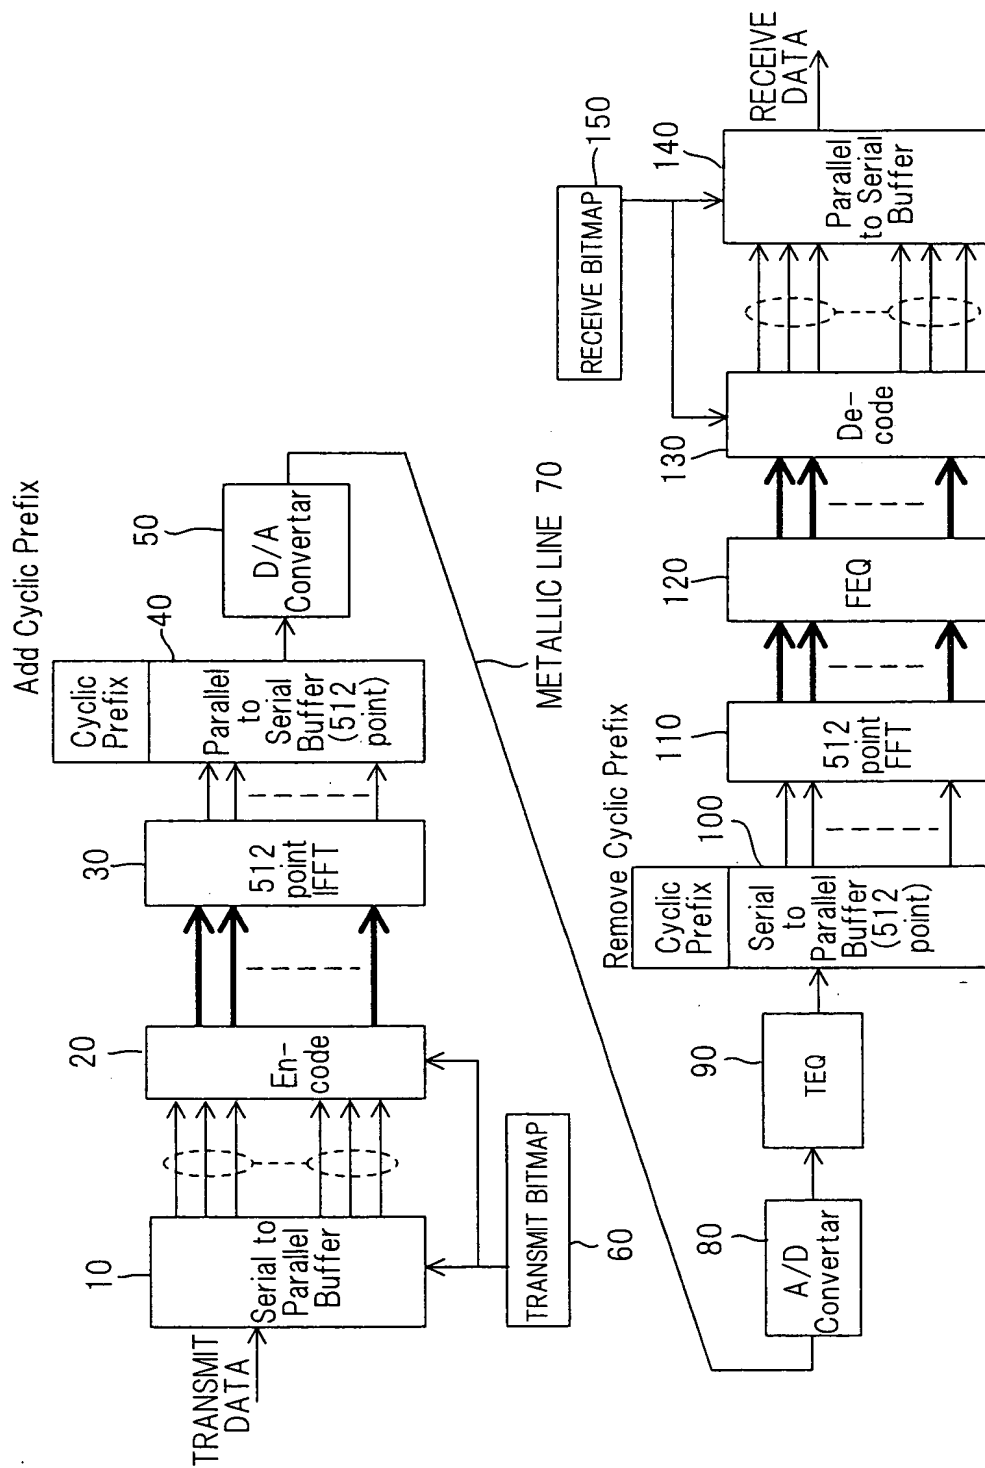 TRANSMIT
DATA
10
Serial to
Parallel
Buffer
20
En-
code
30
512
point
IFFT
Add Cyclic Prefix
Cyclic
Prefix
40
Parallel
to
Serial
Buffer
(512
point)
50
D/A
Convertar
TRANSMIT BITMAP
60
METALLIC LINE 70
80
A/D
Convertar
90
TEQ
Remove Cyclic Prefix
Cyclic
Prefix
100
Serial
to
Parallel
Buffer
(512
point)
110
512
point
FFT
120
FEQ
130
De-
code
RECEIVE BITMAP
150
140
Parallel
to Serial
Buffer
RECEIVE
DATA